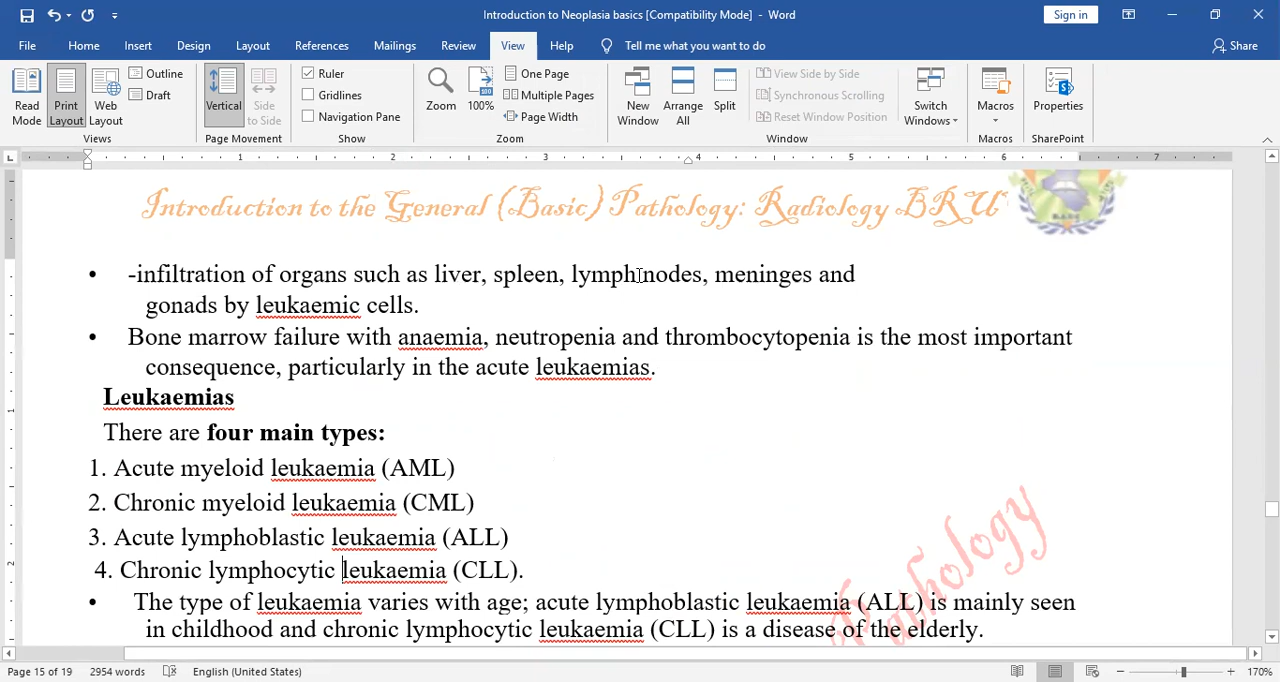 Introduction to Neoplasia basics [Compatibility Mode] - Word
Sign in
File Home Insert Design Layout References Mailings Review View Help Tell me what you want to do Share
Read Mode Print Layout Web Layout Outline Draft
Views
Vertical Side to Side
Page Movement
Ruler
Gridlines
Navigation Pane
Show
Zoom 100% One Page Multiple Pages Page Width
Zoom
New Window Arrange All Split View Side by Side Synchronous Scrolling Reset Window Position Switch Windows
Window
Macros
Macros
Properties
SharePoint
1 2 3 4 5 6 7
Introduction to the General (Basic) Pathology: Radiology BRU
• -infiltration of organs such as liver, spleen, lymph nodes, meninges and
gonads by leukaemic cells.
• Bone marrow failure with anaemia, neutropenia and thrombocytopenia is the most important
consequence, particularly in the acute leukaemias.
Leukaemias
There are four main types:
1. Acute myeloid leukaemia (AML)
2. Chronic myeloid leukaemia (CML)
3. Acute lymphoblastic leukaemia (ALL)
4. Chronic lymphocytic leukaemia (CLL).
• The type of leukaemia varies with age; acute lymphoblastic leukaemia (ALL) is mainly seen
in childhood and chronic lymphocytic leukaemia (CLL) is a disease of the elderly.
Pathology
Page 15 of 19 2954 words English (United States) 170%